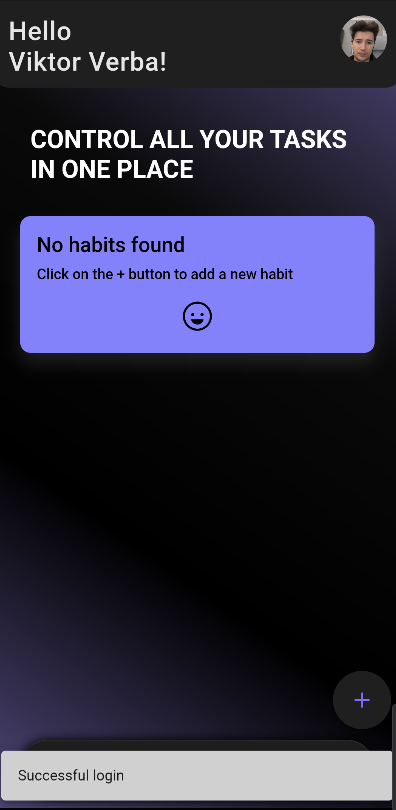 Hello
Viktor Verba!
CONTROL ALL YOUR TASKS
IN ONE PLACE
No habits found
Click on the + button to add a new habit
+
Successful login